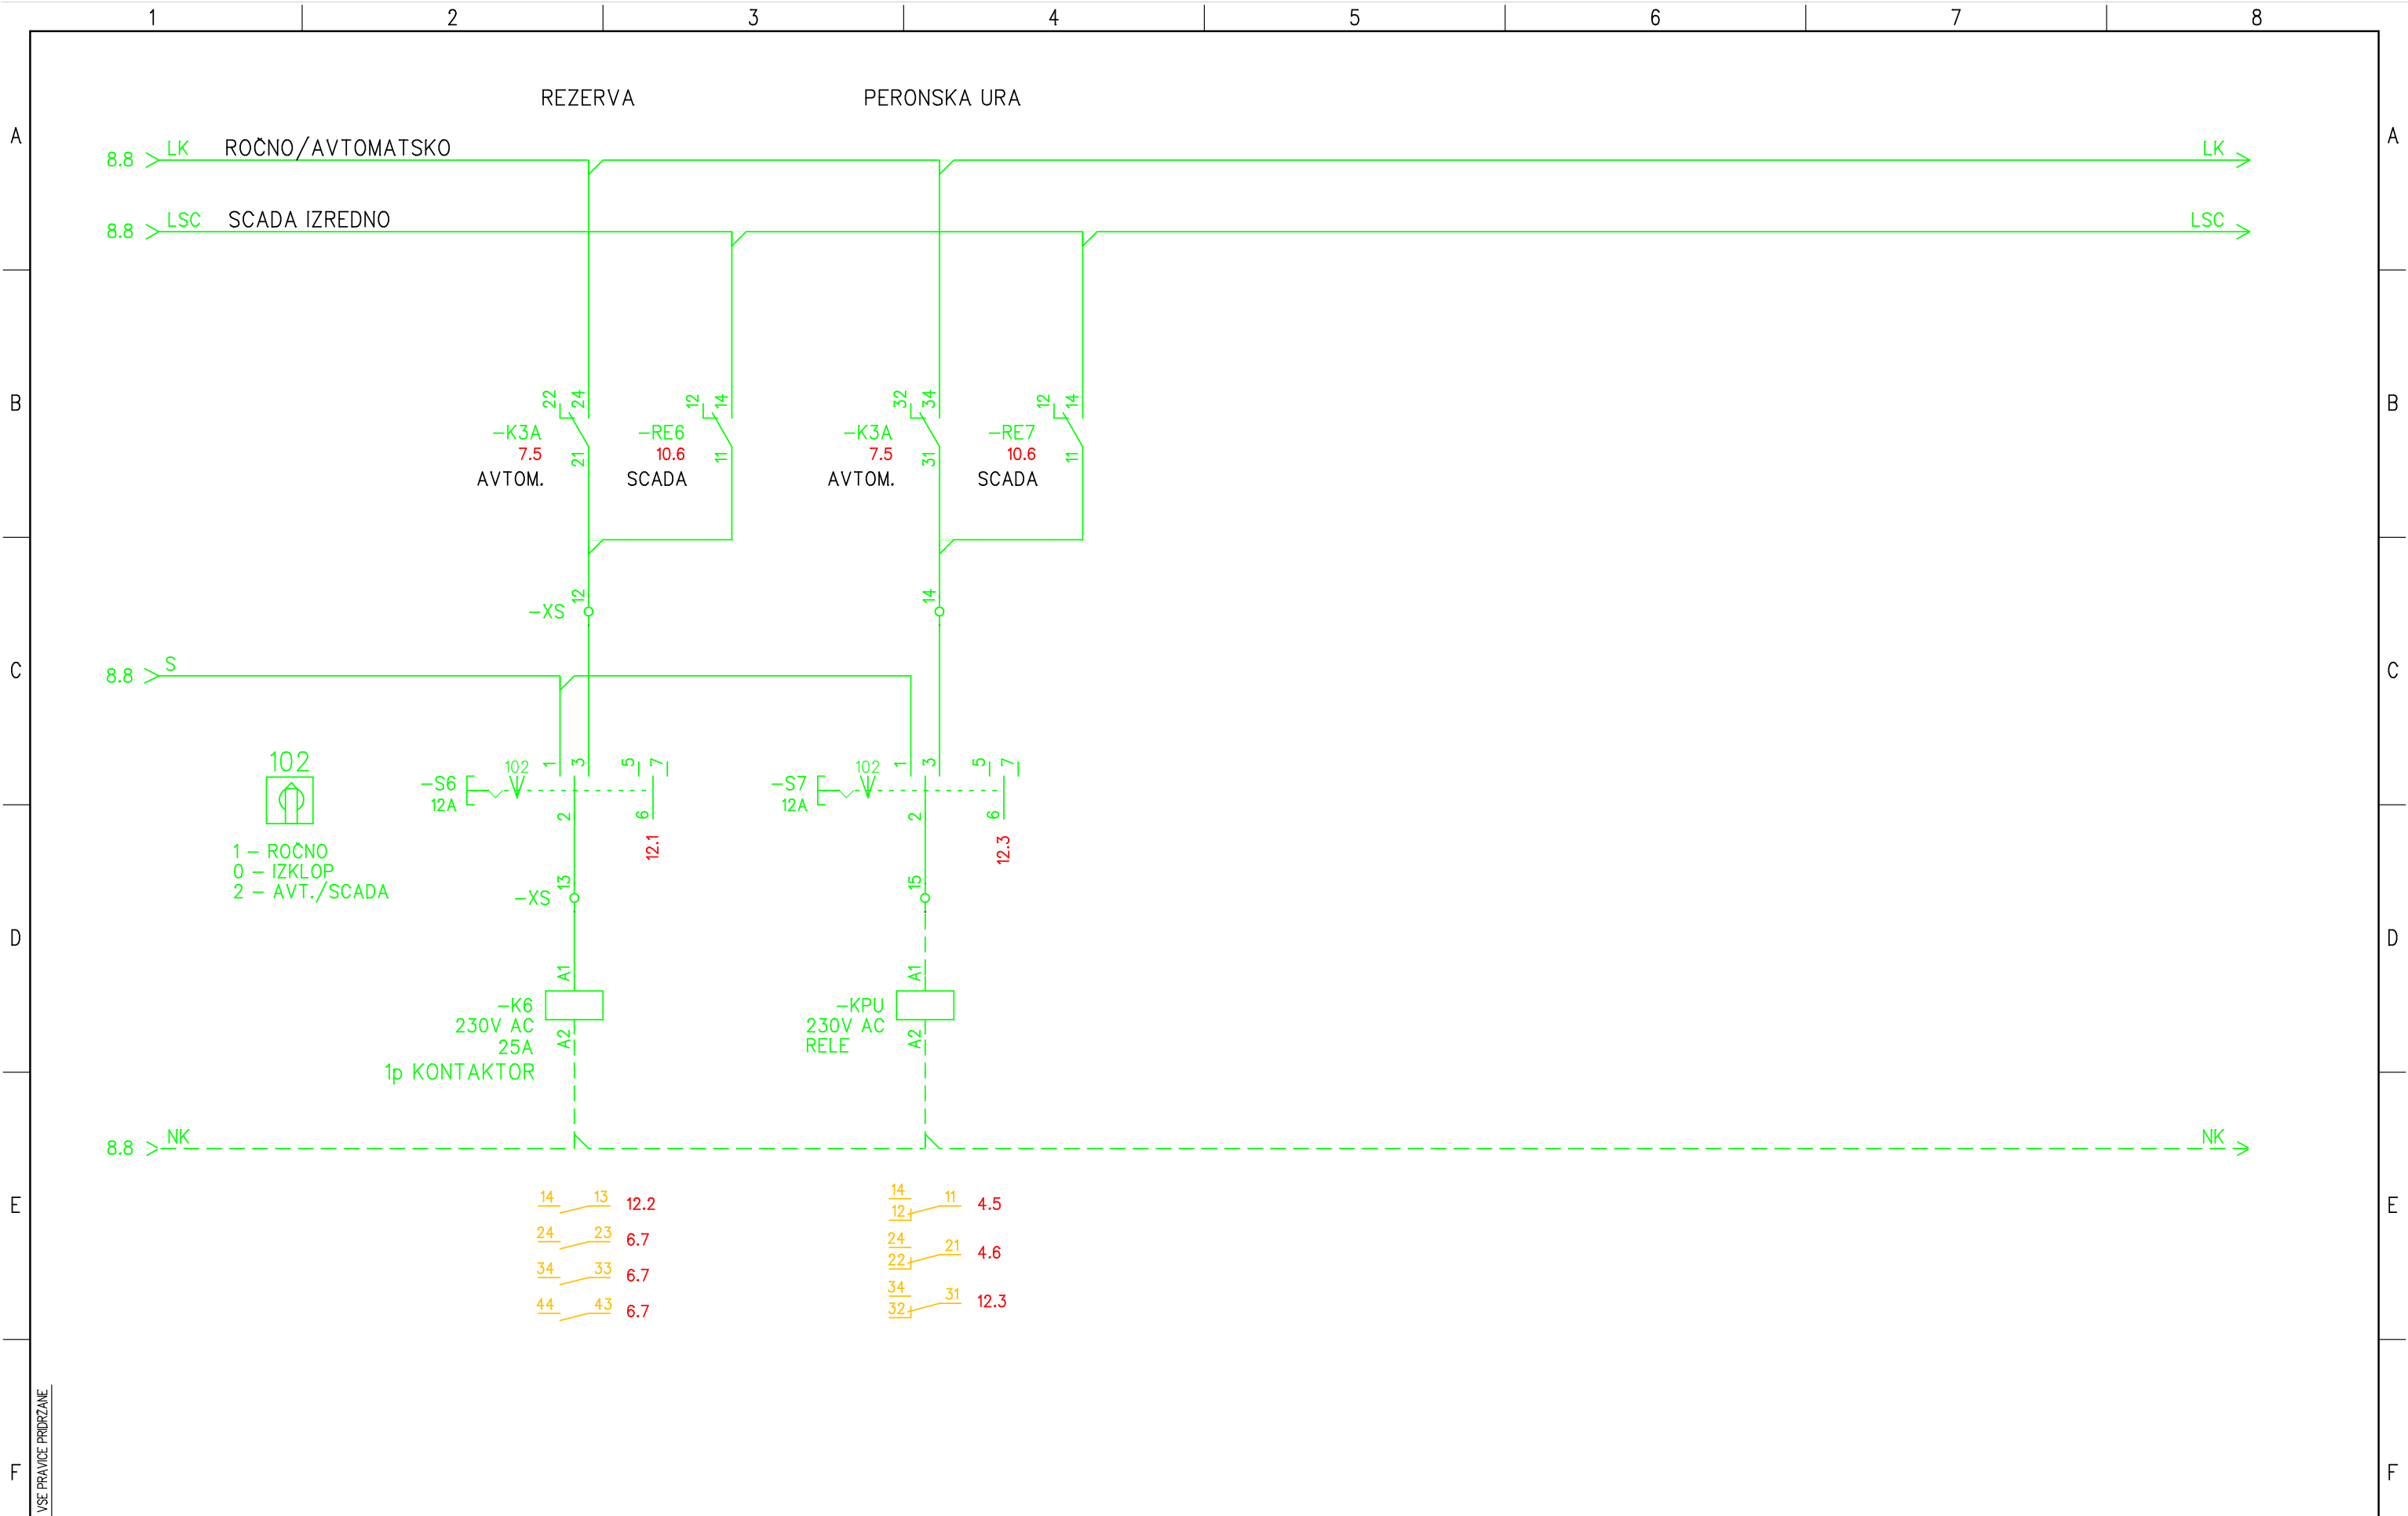 1 2 3 4 5 6 7 8
REZERVA PERONSKA URA
A A
8.8 LK ROČNO/AVTOMATSKO LK
8.8 LSC SCADA IZREDNO LSC
22 24 12 14 32 34 12 14
B B
-K3A -RE6 -K3A -RE7
7.5 21 10.6 11 7.5 31 10.6 11
AVTOM. SCADA AVTOM. SCADA
12 14
-XS
C C
8.8 S
102
102 1 3 5 7 102 1 3 5 7
-S6 -S7
12A 12A
2 6 2 6
12.1 12.3
1 - ROČNO
0 - IZKLOP
2 - AVT./SCADA
13 15
-XS
D D
A1 A1
-K6 -KPU
230V AC 230V AC
25A A2 RELE A2
1p KONTAKTOR
8.8 NK NK
E E
14 13 12.2
24 23 6.7
34 33 6.7
44 43 6.7
14 11 4.5
12
24 21 4.6
22
34 31 12.3
32
F F
VSE PRAVICE PRIDRŽANE